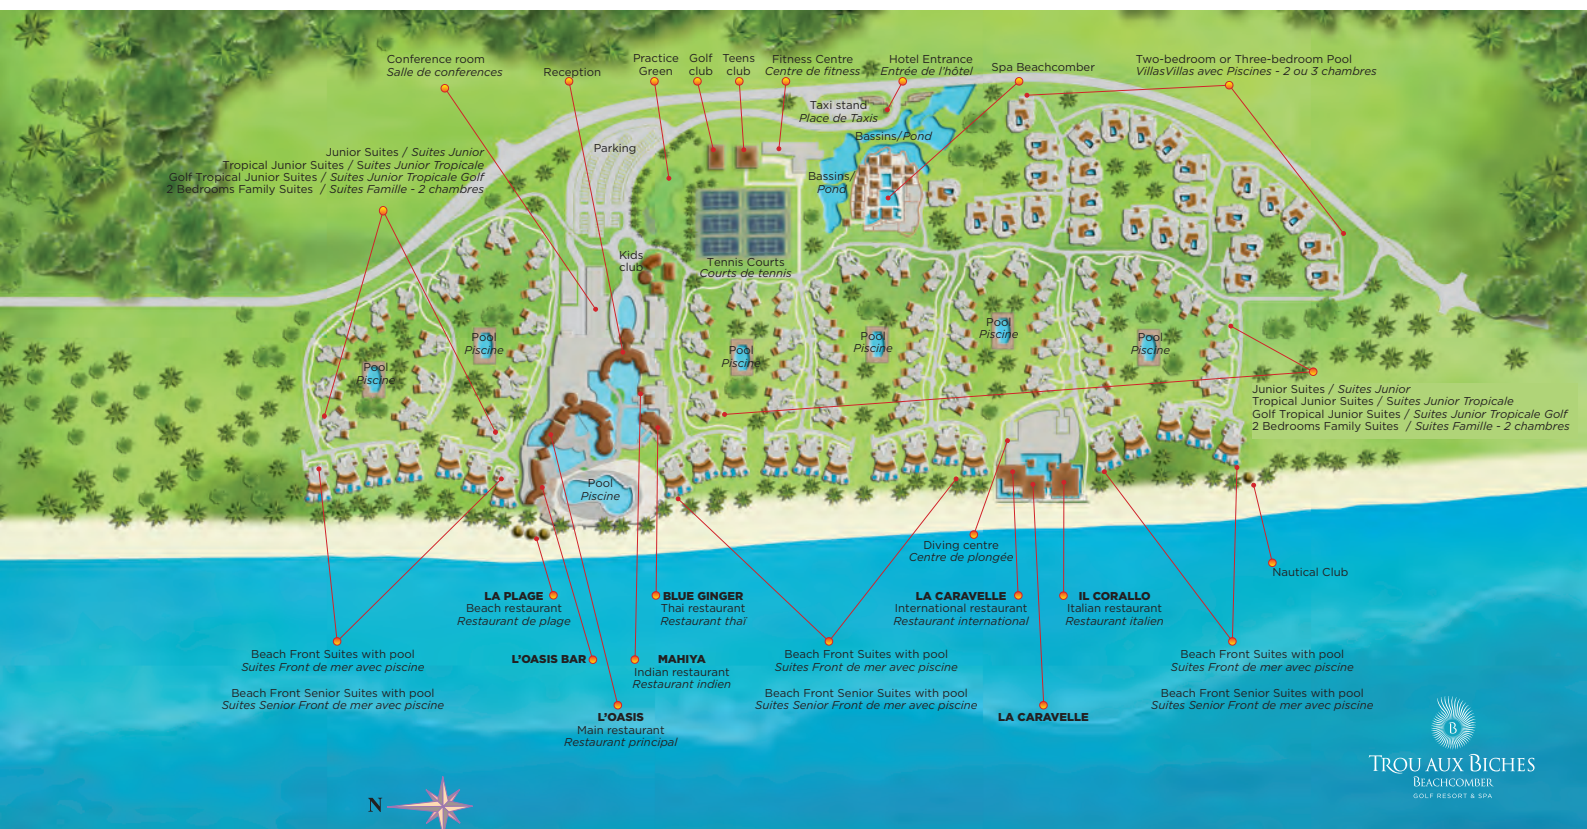 Conference room
Salle de conferences
Reception
Practice
Green
Golf
club
Teens
club
Fitness Centre
Centre de fitness
Hotel Entrance
Entrée de l'hôtel
Spa Beachcomber
Two-bedroom or Three-bedroom Pool
VillasVillas avec Piscines - 2 ou 3 chambres
Taxi stand
Place de Taxis
Bassins/Pond
Parking
Junior Suites / Suites Junior
Tropical Junior Suites / Suites Junior Tropicale
Golf Tropical Junior Suites / Suites Junior Tropicale Golf
2 Bedrooms Family Suites / Suites Famille - 2 chambres
Bassins/
Pond
Kids
club
Tennis Courts
Courts de tennis
Pool
Piscine
Pool
Piscine
Pool
Piscine
Pool
Piscine
Pool
Piscine
Pool
Piscine
Junior Suites / Suites Junior
Tropical Junior Suites / Suites Junior Tropicale
Golf Tropical Junior Suites / Suites Junior Tropicale Golf
2 Bedrooms Family Suites / Suites Famille - 2 chambres
Pool
Piscine
Diving centre
Centre de plongée
Nautical Club
LA PLAGE
Beach restaurant
Restaurant de plage
BLUE GINGER
Thai restaurant
Restaurant thaï
LA CARAVELLE
International restaurant
Restaurant international
IL CORALLO
Italian restaurant
Restaurant italien
Beach Front Suites with pool
Suites Front de mer avec piscine
Beach Front Senior Suites with pool
Suites Senior Front de mer avec piscine
L'OASIS BAR
MAHIYA
Indian restaurant
Restaurant indien
L'OASIS
Main restaurant
Restaurant principal
Beach Front Suites with pool
Suites Front de mer avec piscine
Beach Front Senior Suites with pool
Suites Senior Front de mer avec piscine
LA CARAVELLE
Beach Front Suites with pool
Suites Front de mer avec piscine
Beach Front Senior Suites with pool
Suites Senior Front de mer avec piscine
B
TROU AUX BICHES
BEACHCOMBER
GOLF RESORT & SPA
N